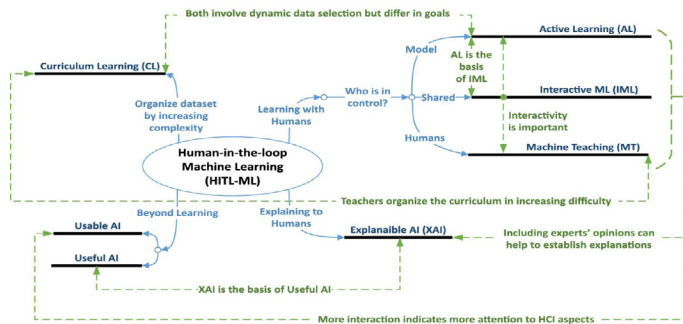 Both involve dynamic data selection but differ in goals
Active Learning (AL)
Model
AL is the
basis
of IML
Curriculum Learning (CL)
Who is in
control?
Shared
Interactive ML (IML)
Organize dataset
by increasing
complexity
Learning with
Humans
Interactivity
is important
Humans
Machine Teaching (MT)
Human-in-the-loop
Machine Learning
(HITL-ML)
Teachers organize the curriculum in increasing difficulty
Beyond Learning
Explaining to
Humans
Usable AI
Explanaible AI (XAI)
Including experts' opinions can
help to establish explanations
Useful AI
XAI is the basis of Useful AI
More interaction indicates more attention to HCI aspects